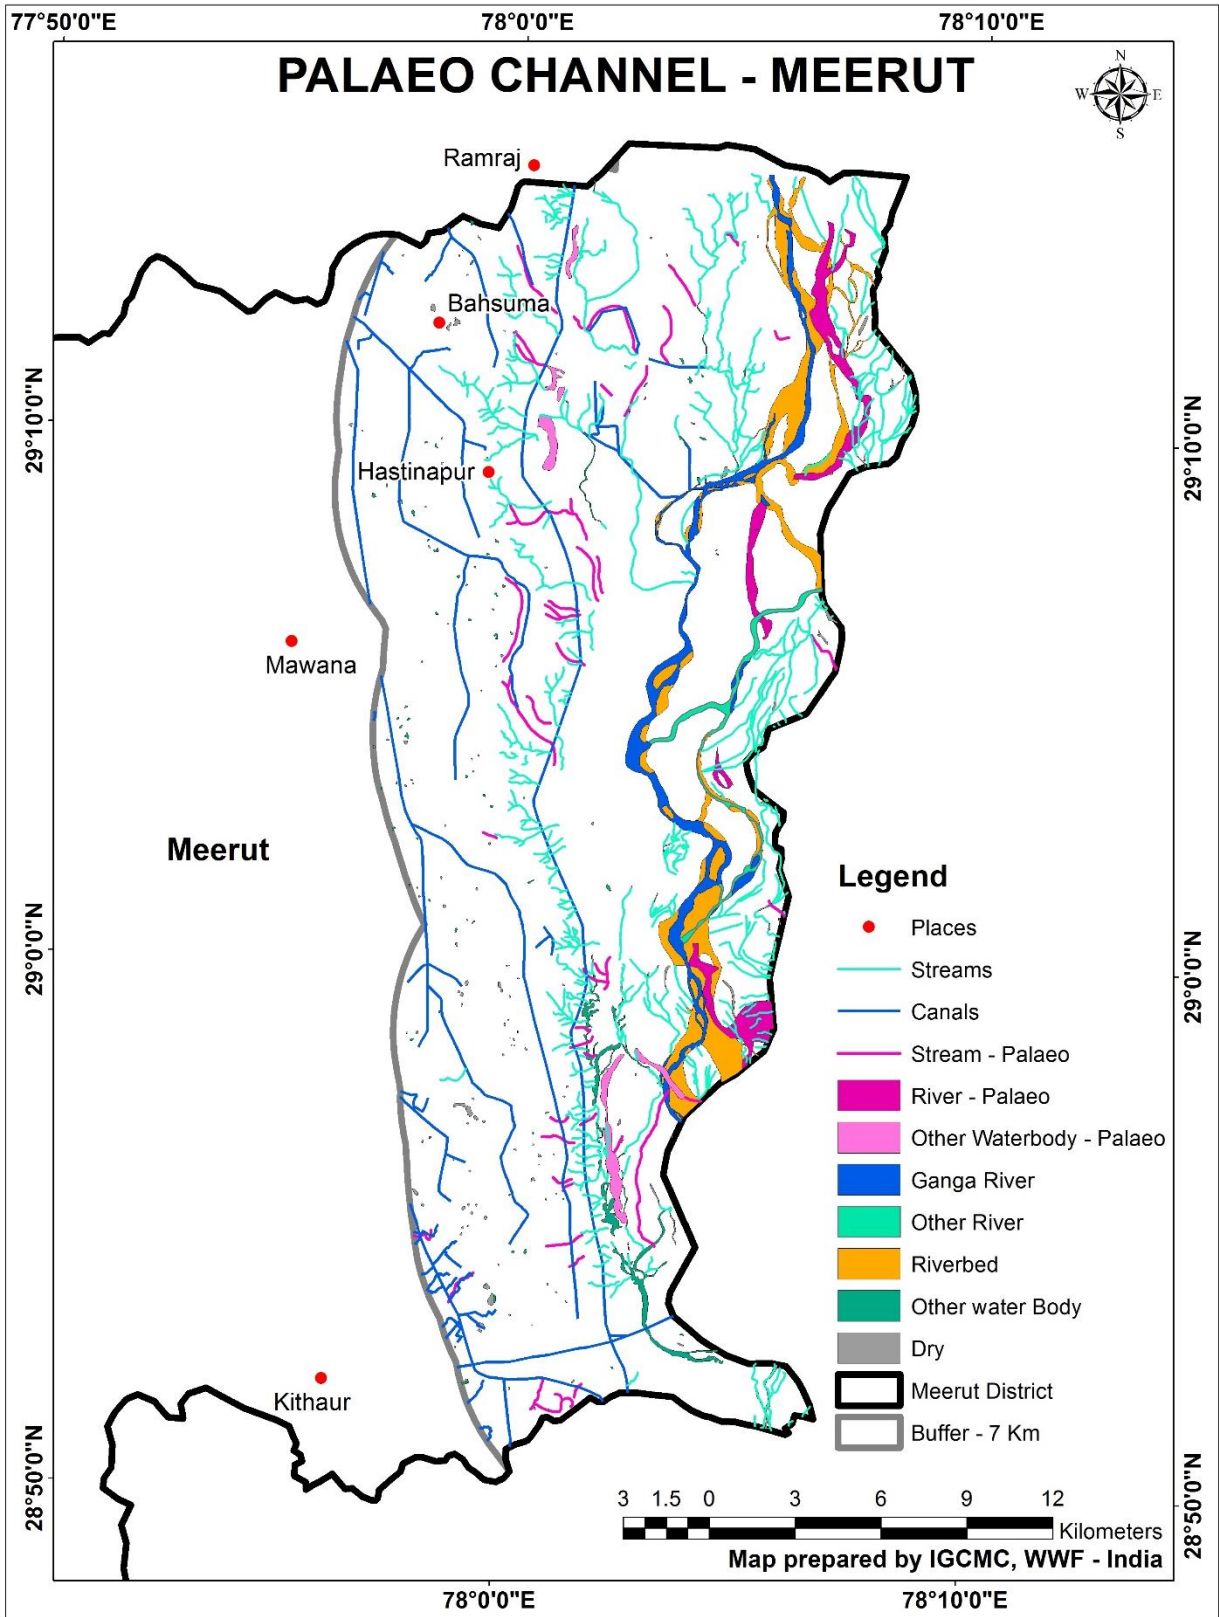 77°50'0"E 78°0'0"E 78°10'0"E
PALAEO CHANNEL - MEERUT
N
W E
S
Ramraj
Bahsuma
29°10'0"N 29°10'0"N
Hastinapur
Mawana
Meerut
Legend
Places
29°0'0"N 29°0'0"N
Streams
Canals
Stream - Palaeo
River - Palaeo
Other Waterbody - Palaeo
Ganga River
Other River
Riverbed
Other water Body
Dry
Kithaur
Meerut District
Buffer - 7 Km
28°50'0"N 28°50'0"N
3 1.5 0 3 6 9 12
Kilometers
Map prepared by IGCMC, WWF - India
78°0'0"E 78°10'0"E